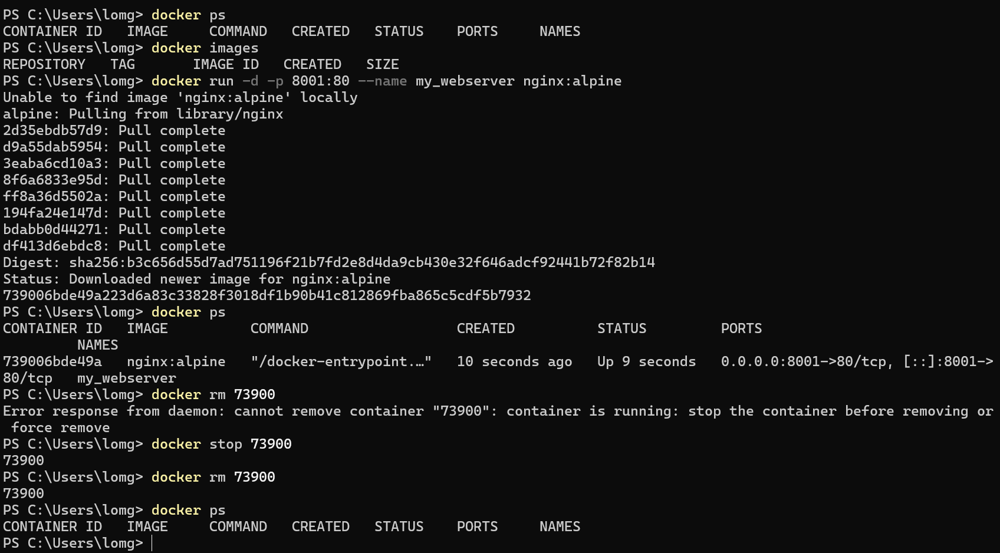 PS C:\Users\lomg> docker ps
CONTAINER ID   IMAGE     COMMAND   CREATED   STATUS    PORTS     NAMES
PS C:\Users\lomg> docker images
REPOSITORY   TAG       IMAGE ID   CREATED   SIZE
PS C:\Users\lomg> docker run -d -p 8001:80 --name my_webserver nginx:alpine
Unable to find image 'nginx:alpine' locally
alpine: Pulling from library/nginx
2d35ebdb57d9: Pull complete
d9a55dab5954: Pull complete
3eaba6cd10a3: Pull complete
8f6a6833e95d: Pull complete
ff8a36d5502a: Pull complete
194fa24e147d: Pull complete
bdabb0d44271: Pull complete
df413d6ebdc8: Pull complete
Digest: sha256:b3c656d55d7ad751196f21b7fd2e8d4da9cb430e32f646adcf92441b72f82b14
Status: Downloaded newer image for nginx:alpine
739006bde49a223d6a83c33828f3018df1b90b41c812869fba865c5cdf5b7932
PS C:\Users\lomg> docker ps
CONTAINER ID   IMAGE          COMMAND                  CREATED          STATUS         PORTS
         NAMES
739006bde49a   nginx:alpine   "/docker-entrypoint.…"   10 seconds ago   Up 9 seconds   0.0.0.0:8001->80/tcp, [::]:8001->
80/tcp   my_webserver
PS C:\Users\lomg> docker rm 73900
Error response from daemon: cannot remove container "73900": container is running: stop the container before removing or
 force remove
PS C:\Users\lomg> docker stop 73900
73900
PS C:\Users\lomg> docker rm 73900
73900
PS C:\Users\lomg> docker ps
CONTAINER ID   IMAGE     COMMAND   CREATED   STATUS    PORTS     NAMES
PS C:\Users\lomg>